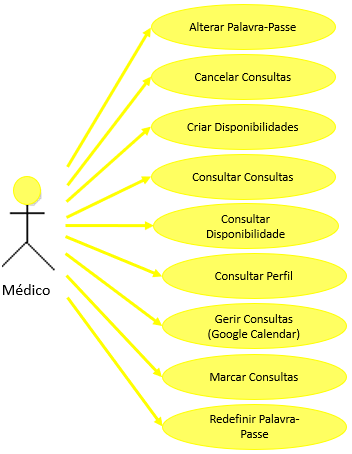 Alterar Palavra-Passe
Cancelar Consultas
Criar Disponibilidades
Consultar Consultas
Consultar
Disponibilidade
Consultar Perfil
Médico
Gerir Consultas
(Google Calendar)
Marcar Consultas
Redefinir Palavra-
Passe